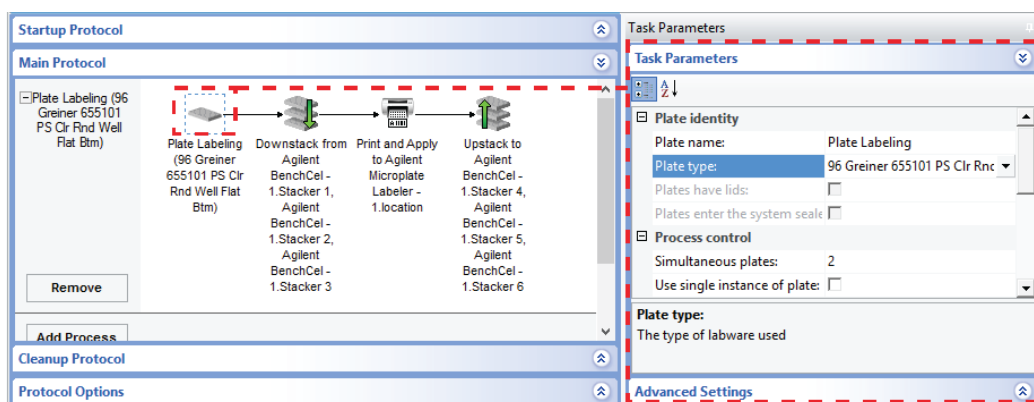 Startup Protocol
Main Protocol
Plate Labeling (96
Greiner 655101
PS Clr Rnd Well
Flat Btm)
Remove
Add Process
Plate Labeling
(96 Greiner
655101 PS Clr
Rnd Well Flat
Btm)
Downstack from
Agilent
BenchCel -
1.Stacker 1,
Agilent
BenchCel -
1.Stacker 2,
Agilent
BenchCel -
1.Stacker 3
Print and Apply
to Agilent
Microplate
Labeler -
1.location
Upstack to
Agilent
BenchCel -
1.Stacker 4,
Agilent
BenchCel -
1.Stacker 5,
Agilent
BenchCel -
1.Stacker 6
Cleanup Protocol
Protocol Options
Task Parameters
Task Parameters
Plate identity
Plate name: Plate Labeling
Plate type: 96 Greiner 655101 PS Clr Rnd
Plates have lids:
Plates enter the system seale
Process control
Simultaneous plates: 2
Use single instance of plate:
Plate type:
The type of labware used
Advanced Settings